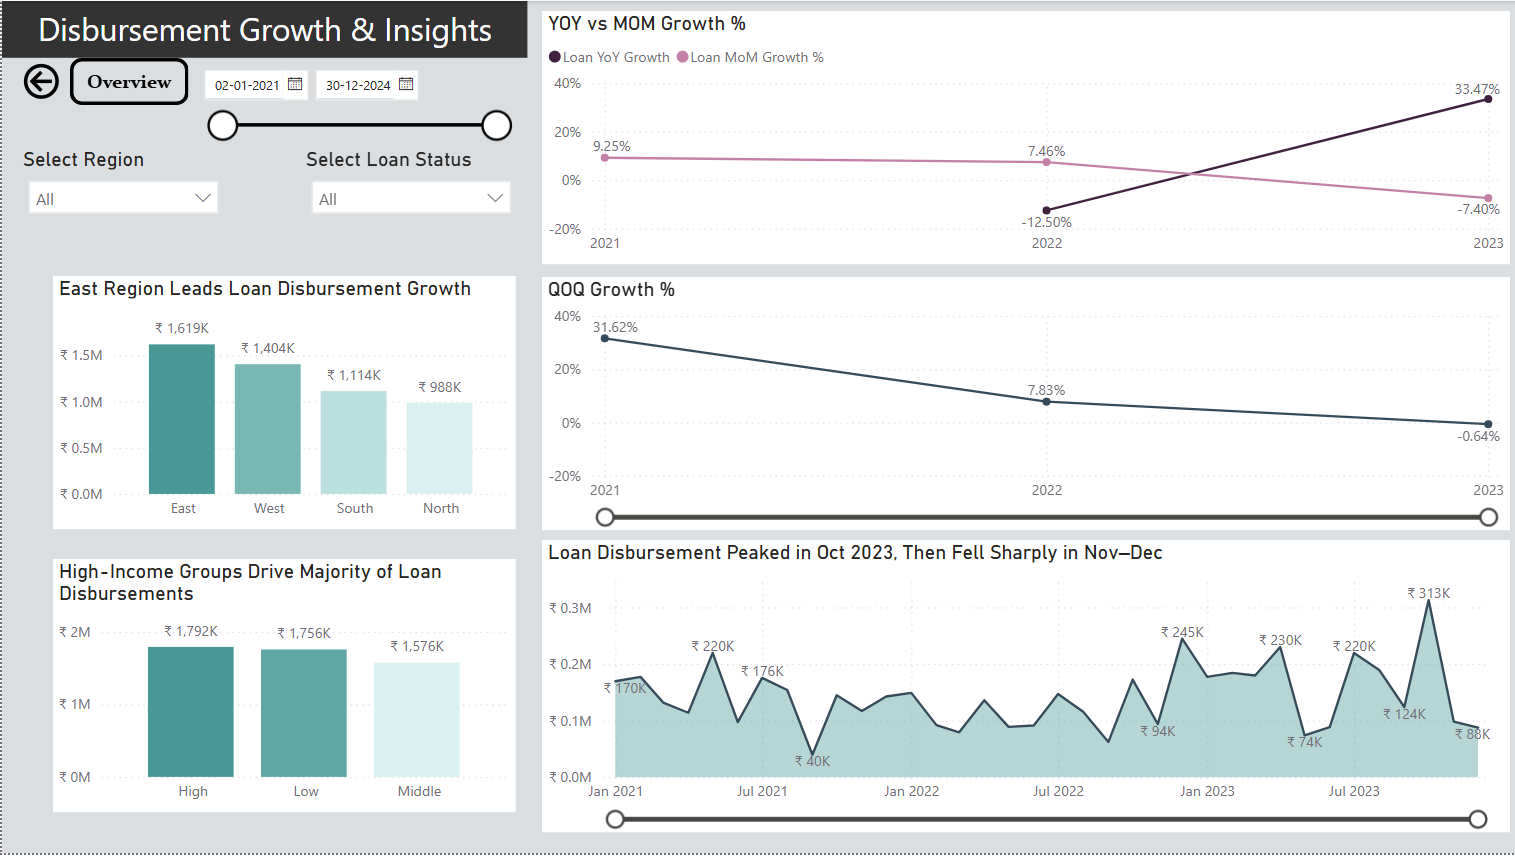 Disbursement Growth & Insights
Overview
02-01-2021
30-12-2024
Select Region
Select Loan Status
All
All
East Region Leads Loan Disbursement Growth
₹ 1,619K
₹ 1,404K
₹ 1,114K
₹ 988K
₹ 1.5M
₹ 1.0M
₹ 0.5M
₹ 0.0M
East West South North
High-Income Groups Drive Majority of Loan
Disbursements
₹ 1,792K
₹ 1,756K
₹ 1,576K
₹ 2M
₹ 1M
₹ 0M
High Low Middle
YOY vs MOM Growth %
Loan YoY Growth Loan MoM Growth %
40%
20%
0%
-20%
9.25%
7.46%
-12.50%
33.47%
-7.40%
2021 2022 2023
QOQ Growth %
40%
20%
0%
-20%
31.62%
7.83%
-0.64%
2021 2022 2023
Loan Disbursement Peaked in Oct 2023, Then Fell Sharply in Nov–Dec
₹ 0.3M
₹ 0.2M
₹ 0.1M
₹ 0.0M
₹ 170K
₹ 220K
₹ 176K
₹ 40K
₹ 94K
₹ 245K
₹ 230K
₹ 74K
₹ 220K
₹ 124K
₹ 313K
₹ 88K
Jan 2021 Jul 2021 Jan 2022 Jul 2022 Jan 2023 Jul 2023